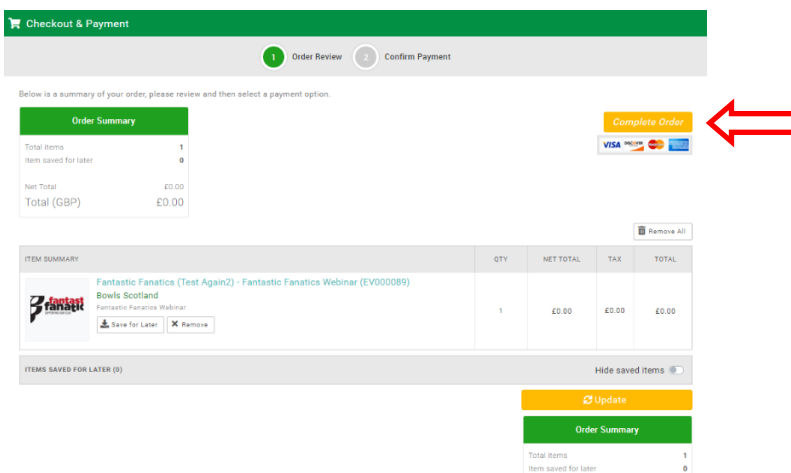 Checkout & Payment
1 Order Review 2 Confirm Payment
Below is a summary of your order, please review and then select a payment option.
Order Summary
Total items 1
Item saved for later 0
Net Total £0.00
Total (GBP) £0.00
Complete Order
VISA DISCOVER
Remove All
ITEM SUMMARY QTY NET TOTAL TAX TOTAL
Fantastic Fanatics (Test Again2) - Fantastic Fanatics Webinar (EV000089)
Bowls Scotland
Fantastic Fanatics Webinar
Save for Later Remove
fantast
fanatic
1 £0.00 £0.00 £0.00
ITEMS SAVED FOR LATER (0) Hide saved items
Update
Order Summary
Total items 1
Item saved for later 0